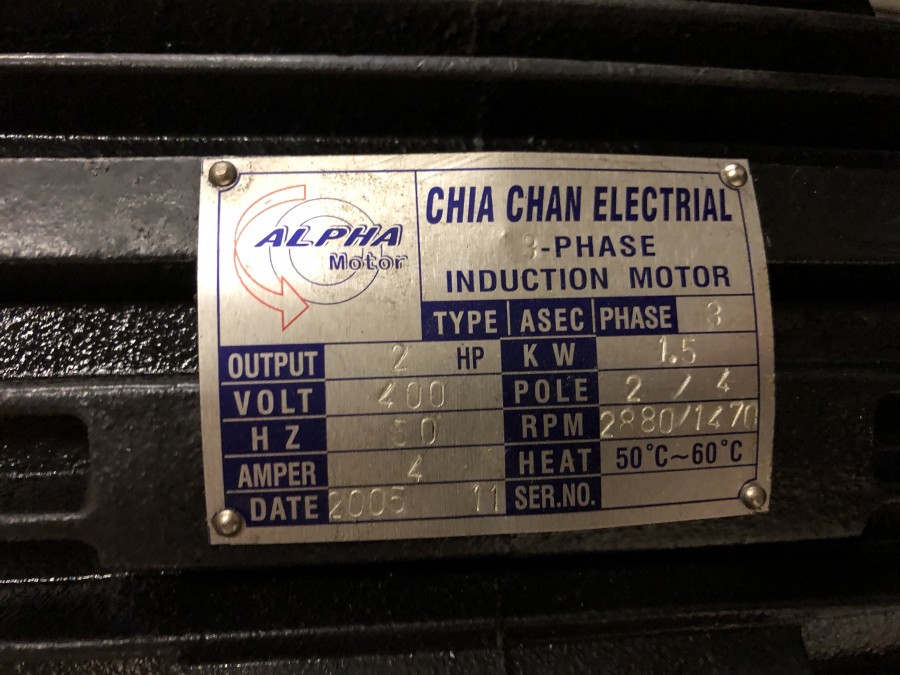 ALPHA
Motor
CHIA CHAN ELECTRIAL
3-PHASE
INDUCTION MOTOR
TYPE ASEC PHASE 3
OUTPUT 2 HP KW 1.5
VOLT 400 POLE 2 / 4
HZ 50 RPM 2880/1470
AMPER 4 HEAT 50°C~60°C
DATE 11 SER.NO.